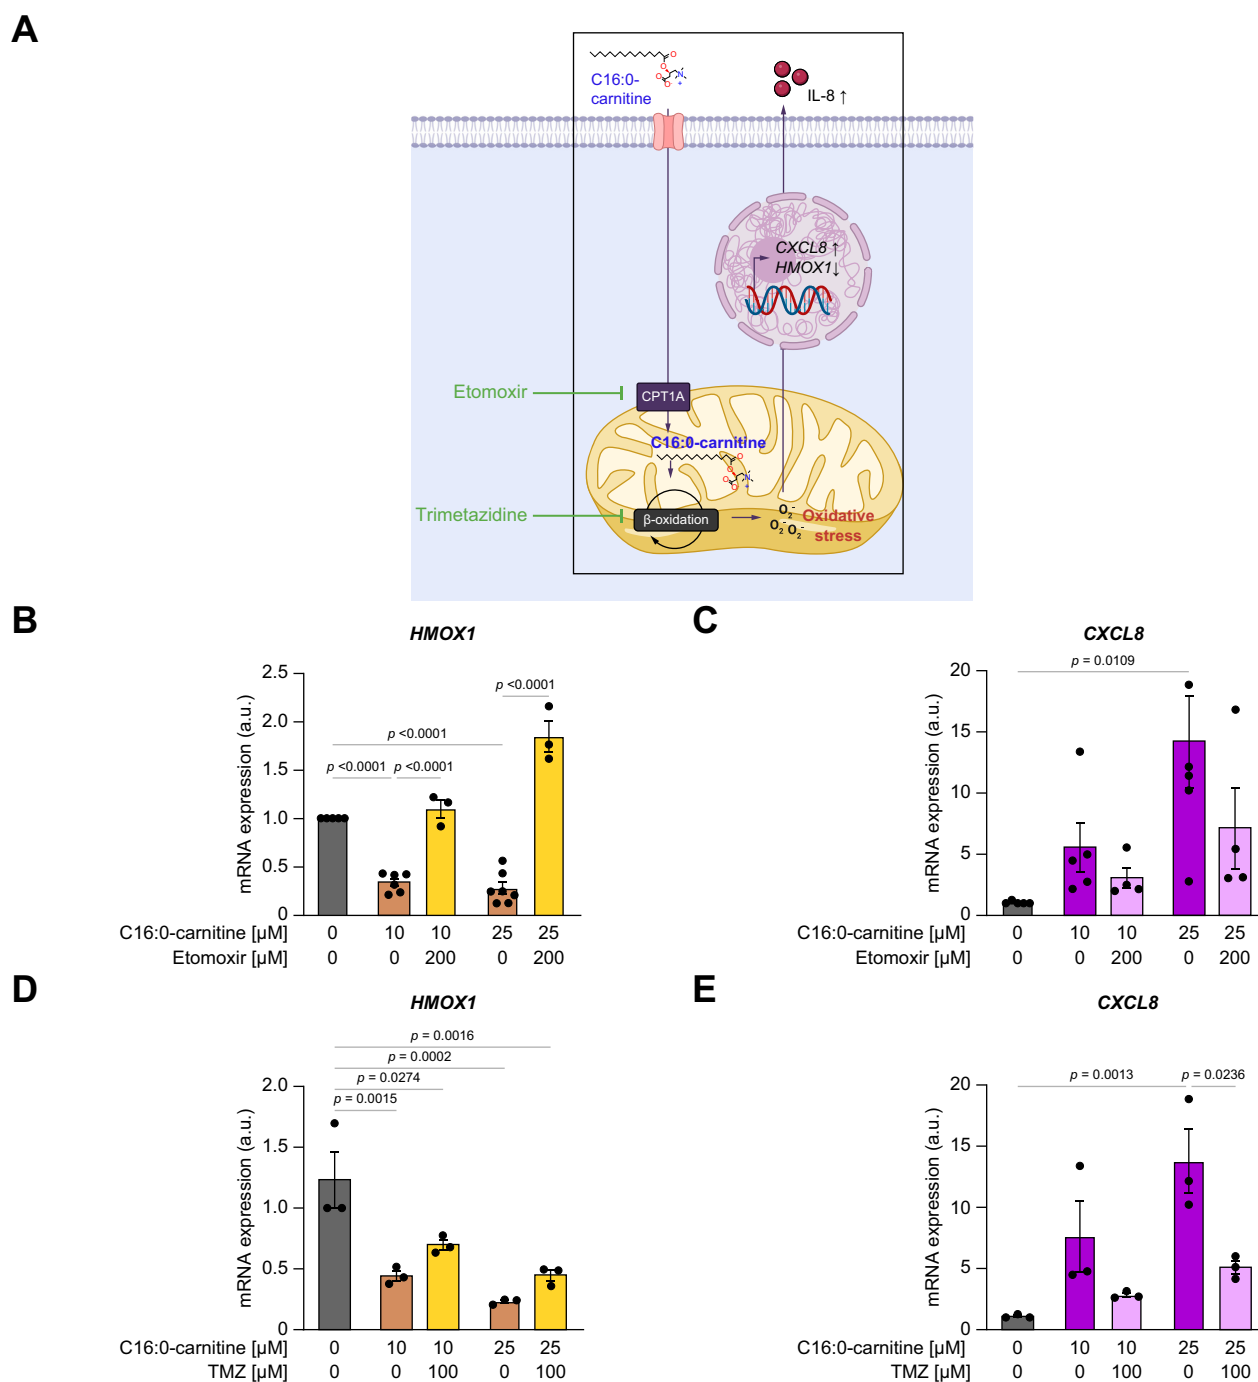 A
C16:0-
carnitine
IL-8 ↑
CXCL8 ↑
HMOX1↓
Etomoxir
CPT1A
C16:0-carnitine
Trimetazidine
β-oxidation
O2- Oxidative
O2- O2- stress
B
HMOX1
mRNA expression (a.u.)
2.5
2.0
1.5
1.0
0.5
0
p <0.0001
p <0.0001
p <0.0001 p <0.0001
C16:0-carnitine [µM] 0 10 10 25 25
Etomoxir [µM] 0 0 200 0 200
C
CXCL8
mRNA expression (a.u.)
20
15
10
5
0
p = 0.0109
C16:0-carnitine [µM] 0 10 10 25 25
Etomoxir [µM] 0 0 200 0 200
D
HMOX1
mRNA expression (a.u.)
2.0
1.5
1.0
0.5
0
p = 0.0016
p = 0.0002
p = 0.0274
p = 0.0015
C16:0-carnitine [µM] 0 10 10 25 25
TMZ [µM] 0 0 100 0 100
E
CXCL8
mRNA expression (a.u.)
20
15
10
5
0
p = 0.0013 p = 0.0236
C16:0-carnitine [µM] 0 10 10 25 25
TMZ [µM] 0 0 100 0 100